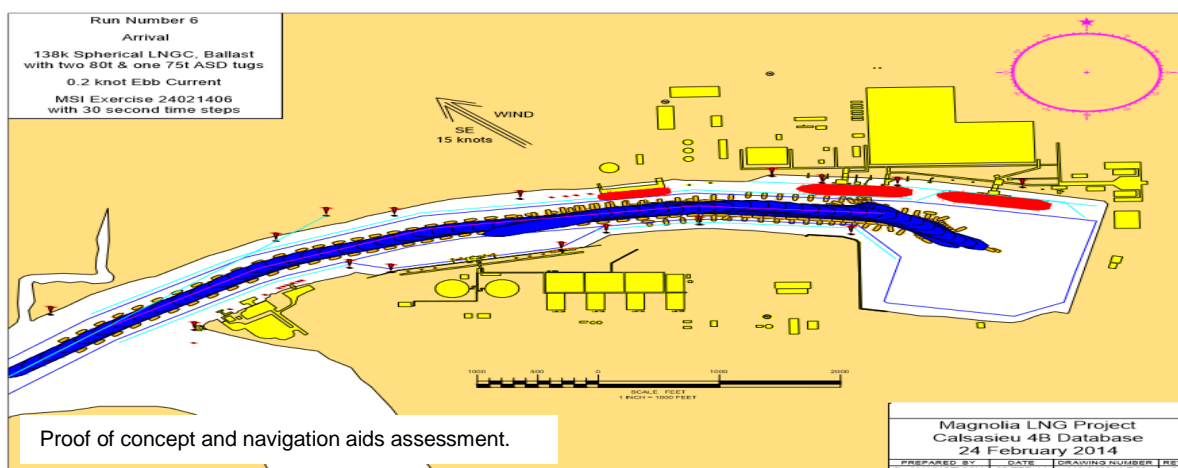 Run Number 6
Arrival
138k Spherical LNGC, Ballast
with two 80t & one 75t ASD tugs
0.2 knot Ebb Current
MSI Exercise 24021406
with 30 second time steps
WIND
SE
15 knots
1000 500 0 1000 2000
SCALE FEET
1 INCH = 1000 FEET
Proof of concept and navigation aids assessment.
Magnolia LNG Project
Calsasieu 4B Database
24 February 2014
PREPARED BY DATE DRAWING NUMBER RE